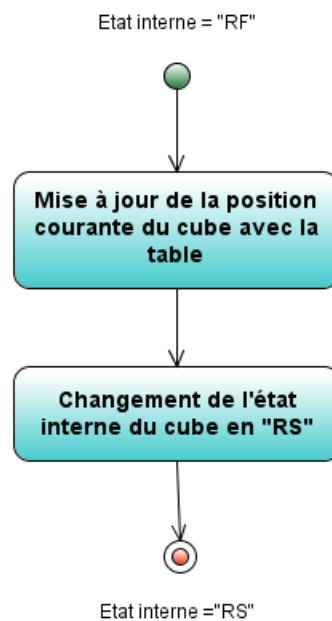 Etat interne = "RF"
Mise à jour de la position
courante du cube avec la
table
Changement de l'état
interne du cube en "RS"
Etat interne ="RS"